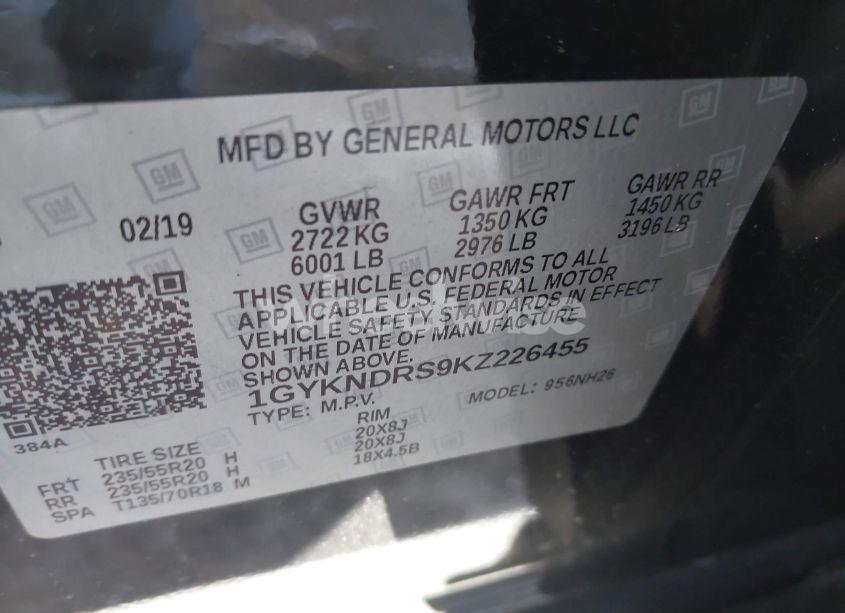 MFD BY GENERAL MOTORS LLC
02/19
GVWR
2722 KG
6001 LB
GAWR FRT
1350 KG
2976 LB
GAWR RR
1450 KG
3196 LB
THIS VEHICLE CONFORMS TO ALL
APPLICABLE U.S. FEDERAL MOTOR
VEHICLE SAFETY STANDARDS IN EFFECT
ON THE DATE OF MANUFACTURE
SHOWN ABOVE.
1GYKNDRS9KZ226455
TYPE: M.P.V. MODEL: 956NH26
384A
TIRE SIZE RIM
FRT 235/55R20 H 20X8J
RR 235/55R20 H 20X8J
SPA T135/70R18 M 18X4.5B
GM